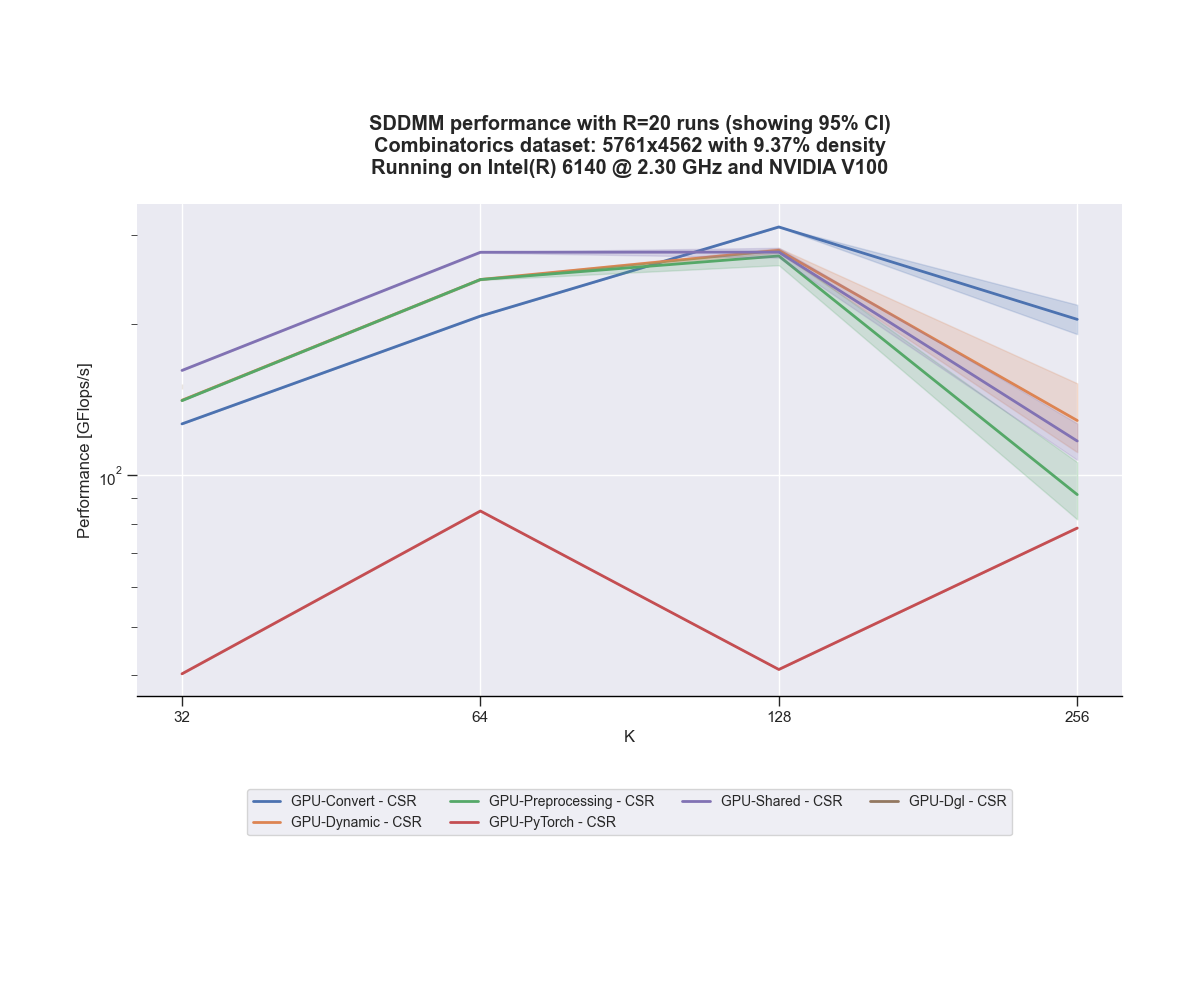 SDDMM performance with R=20 runs (showing 95% CI)
Combinatorics dataset: 5761x4562 with 9.37% density
Running on Intel(R) 6140 @ 2.30 GHz and NVIDIA V100
Performance [GFlops/s]
10²
32 64 128 256
K
GPU-Convert - CSR GPU-Preprocessing - CSR GPU-Shared - CSR GPU-Dgl - CSR
GPU-Dynamic - CSR GPU-PyTorch - CSR